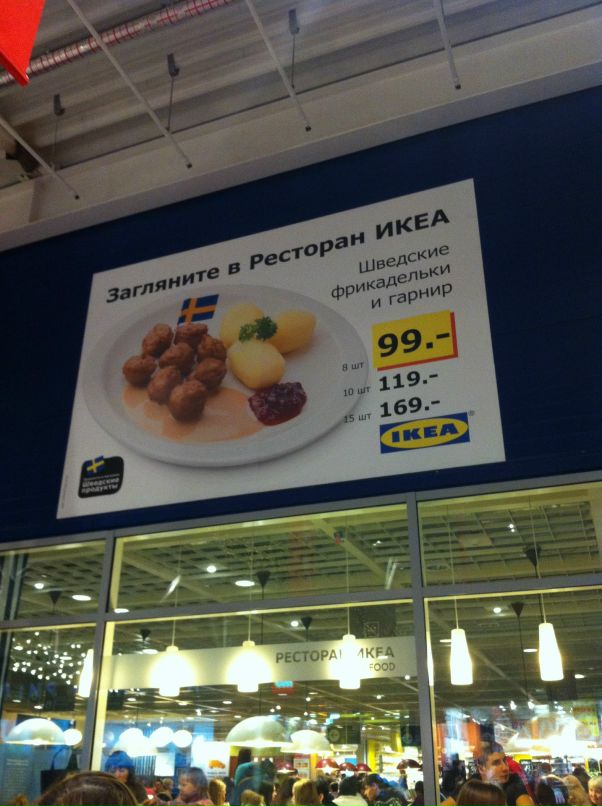 Загляните в Ресторан ИКЕА
Шведские
фрикадельки
и гарнир
8 шт 99.-
10 шт 119.-
15 шт 169.-
IKEA®
Шведские
продукты
РЕСТОРАН ИКЕА
FOOD